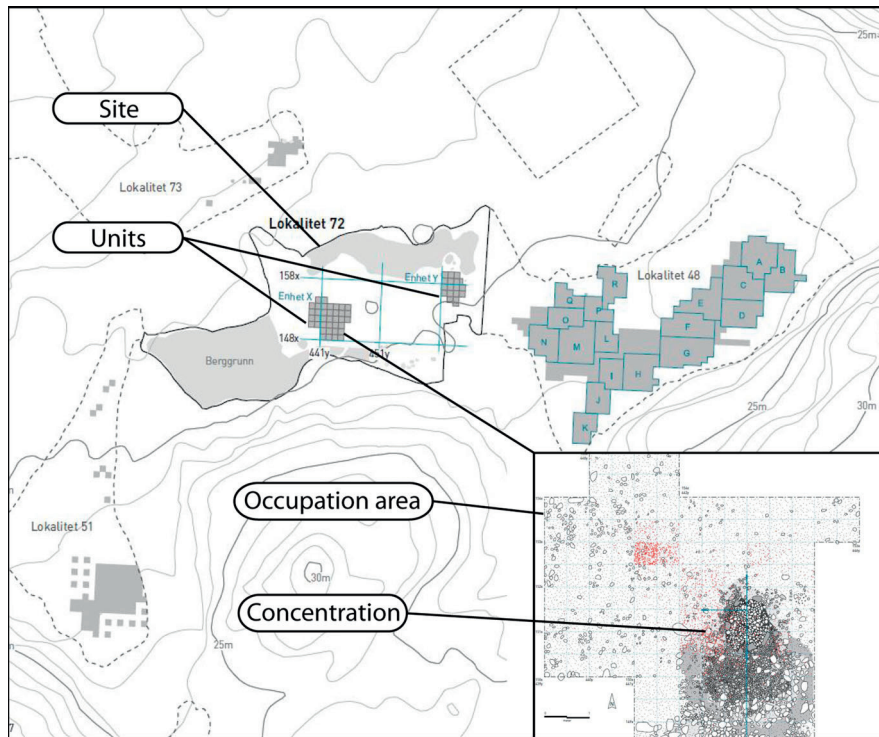 25m
Site
Lokalitet 73
Lokalitet 72
Units
158x
Enhet Y
Enhet X
148x
441y
451y
Berggrunn
Lokalitet 48
A
B
C
R
E
Q
P
D
O
F
N
M
L
G
I
H
J
K
25m
30m
Occupation area
Lokalitet 51
30m
Concentration
25m